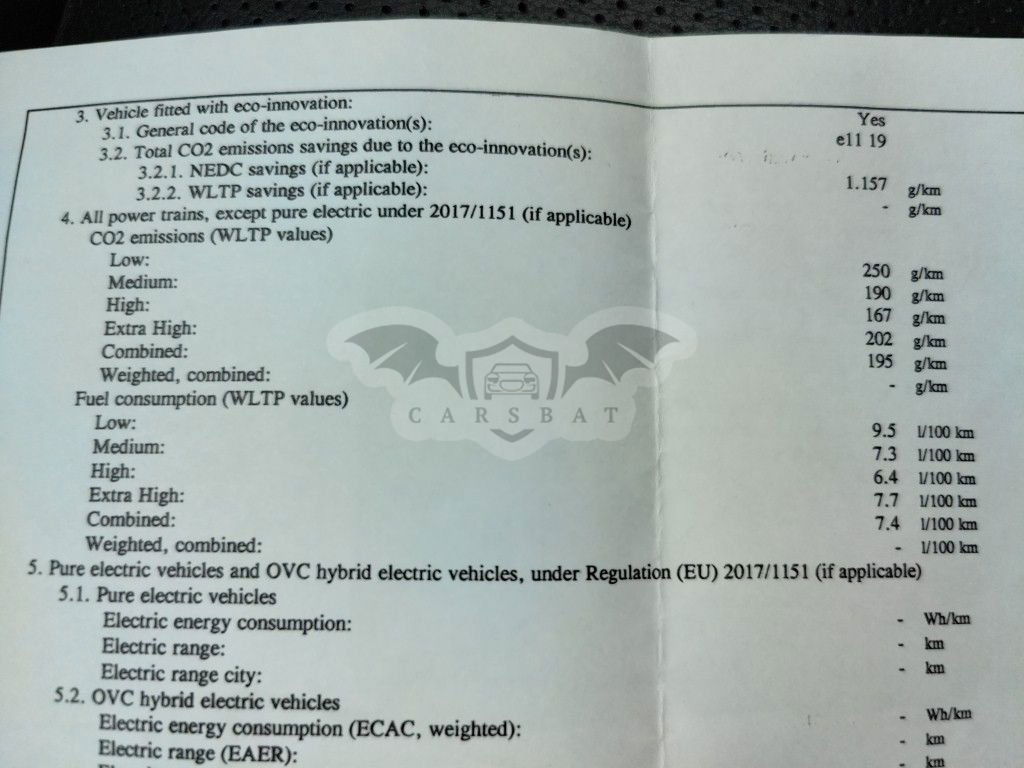 3. Vehicle fitted with eco-innovation: Yes
3.1. General code of the eco-innovation(s): e11 19
3.2. Total CO2 emissions savings due to the eco-innovation(s):
3.2.1. NEDC savings (if applicable): 1.157 g/km
3.2.2. WLTP savings (if applicable): - g/km
4. All power trains, except pure electric under 2017/1151 (if applicable)
CO2 emissions (WLTP values)
Low: 250 g/km
Medium: 190 g/km
High: 167 g/km
Extra High: 202 g/km
Combined: 195 g/km
Weighted, combined: - g/km
Fuel consumption (WLTP values)
Low: 9.5 l/100 km
Medium: 7.3 l/100 km
High: 6.4 l/100 km
Extra High: 7.7 l/100 km
Combined: 7.4 l/100 km
Weighted, combined: - l/100 km
5. Pure electric vehicles and OVC hybrid electric vehicles, under Regulation (EU) 2017/1151 (if applicable)
5.1. Pure electric vehicles
Electric energy consumption: - Wh/km
Electric range: - km
Electric range city: - km
5.2. OVC hybrid electric vehicles
Electric energy consumption (ECAC, weighted): - Wh/km
Electric range (EAER): - km
- km
CARSBAT